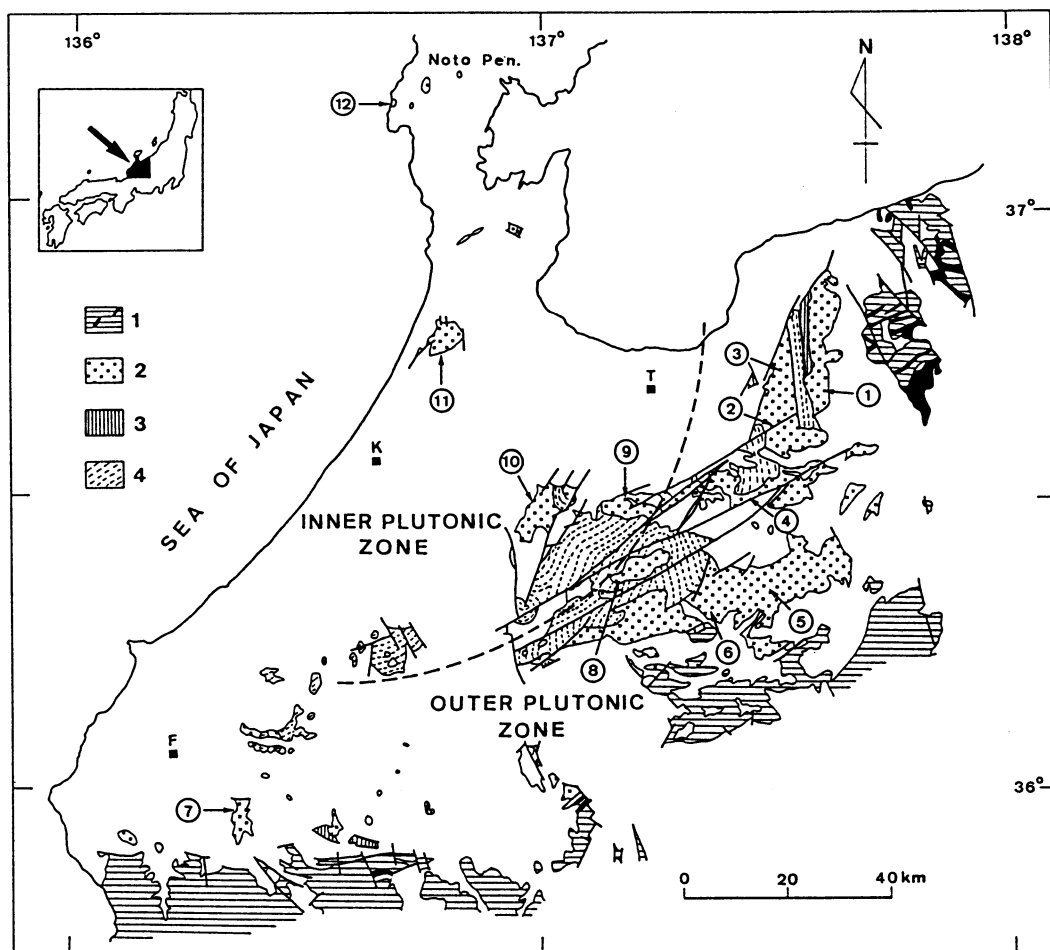 136°
137°
138°
Noto Pen.
N
12
37°
1
2
3
4
SEA OF JAPAN
11
T
3
1
2
K
9
10
4
INNER PLUTONIC
ZONE
5
6
8
OUTER PLUTONIC
ZONE
F
7
36°
0
20
40 km